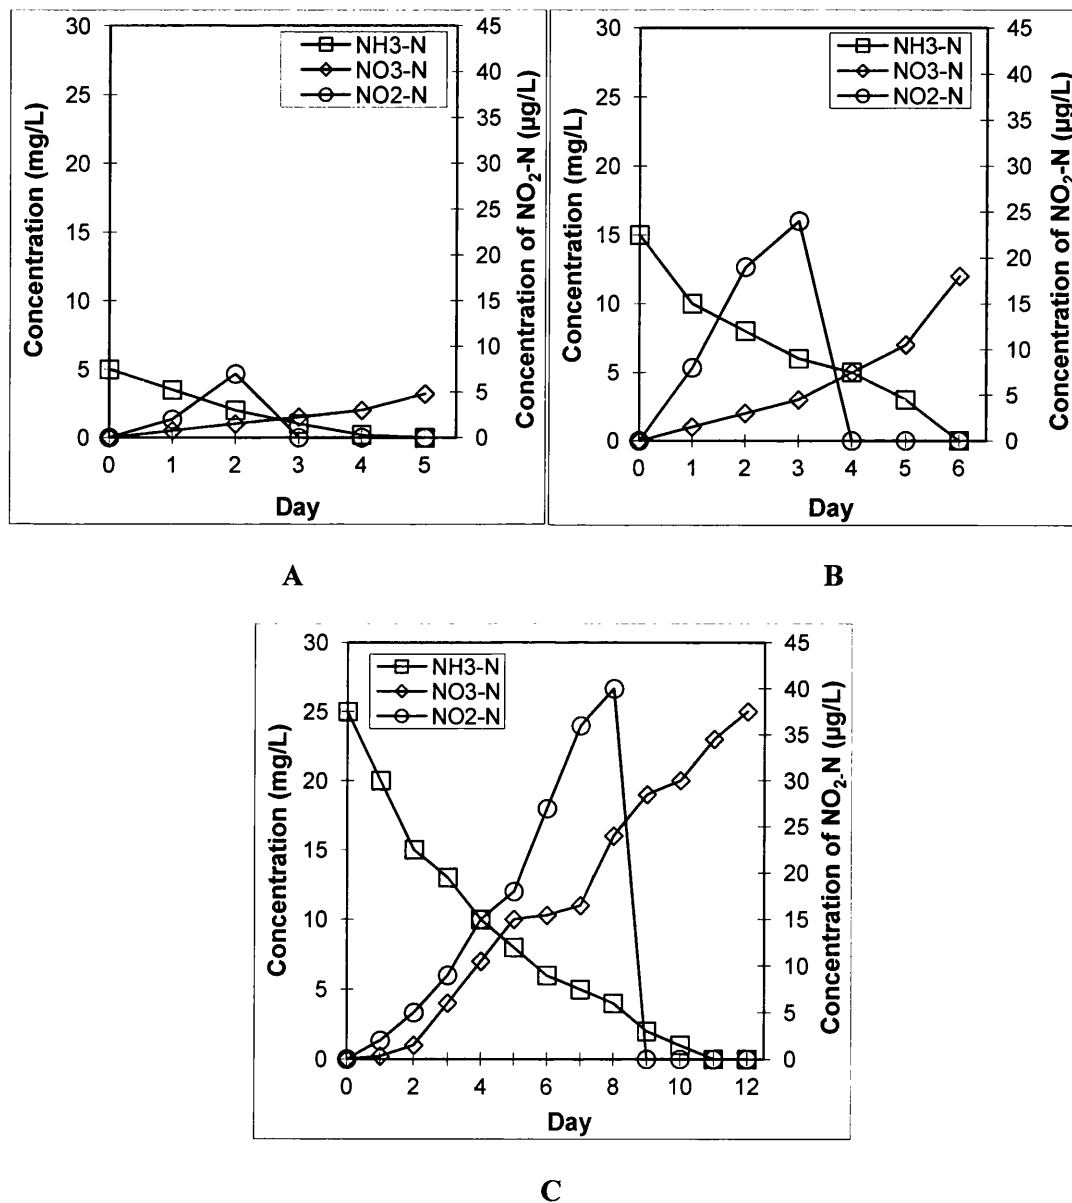 30
25
20
15
10
5
0
Concentration (mg/L)
NH3-N
NO3-N
NO2-N
45
40
35
30
25
20
15
10
5
0
Concentration of NO₂-N (µg/L)
0 1 2 3 4 5
Day
A
30
25
20
15
10
5
0
Concentration (mg/L)
NH3-N
NO3-N
NO2-N
45
40
35
30
25
20
15
10
5
0
Concentration of NO₂-N (µg/L)
0 1 2 3 4 5 6
Day
B
30
25
20
15
10
5
0
Concentration (mg/L)
NH3-N
NO3-N
NO2-N
45
40
35
30
25
20
15
10
5
0
Concentration of NO₂₋N (µg/L)
0 2 4 6 8 10 12
Day
C